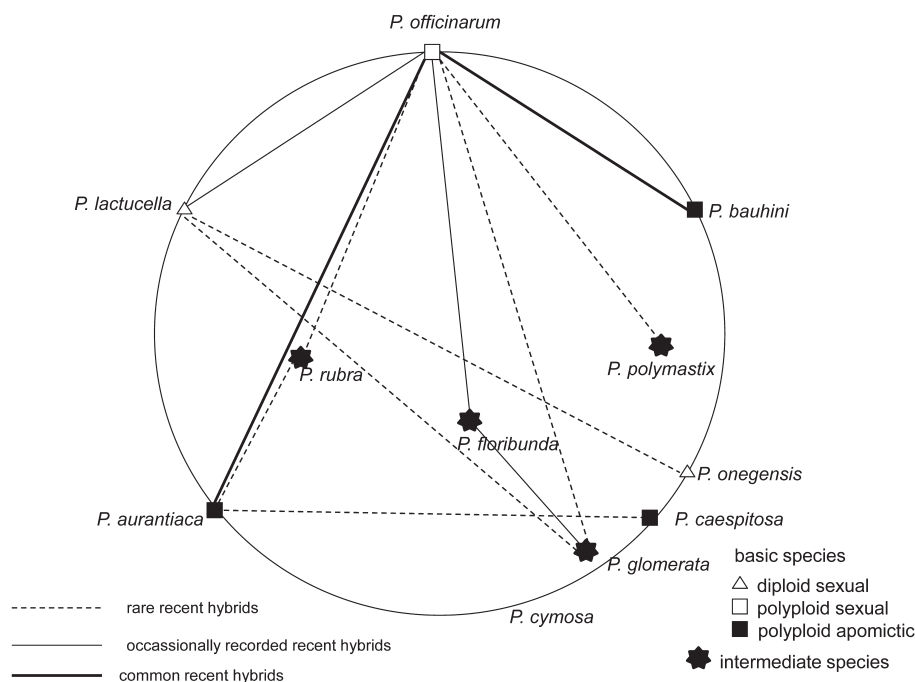 P. officinarum
P. lactucella
P. bauhini
P. polymastix
P. rubra
P. floribunda
P. onegensis
P. aurantiaca
P. caespitosa
P. glomerata
P. cymosa
basic species
diploid sexual
polyploid sexual
polyploid apomictic
intermediate species
rare recent hybrids
occassionally recorded recent hybrids
common recent hybrids